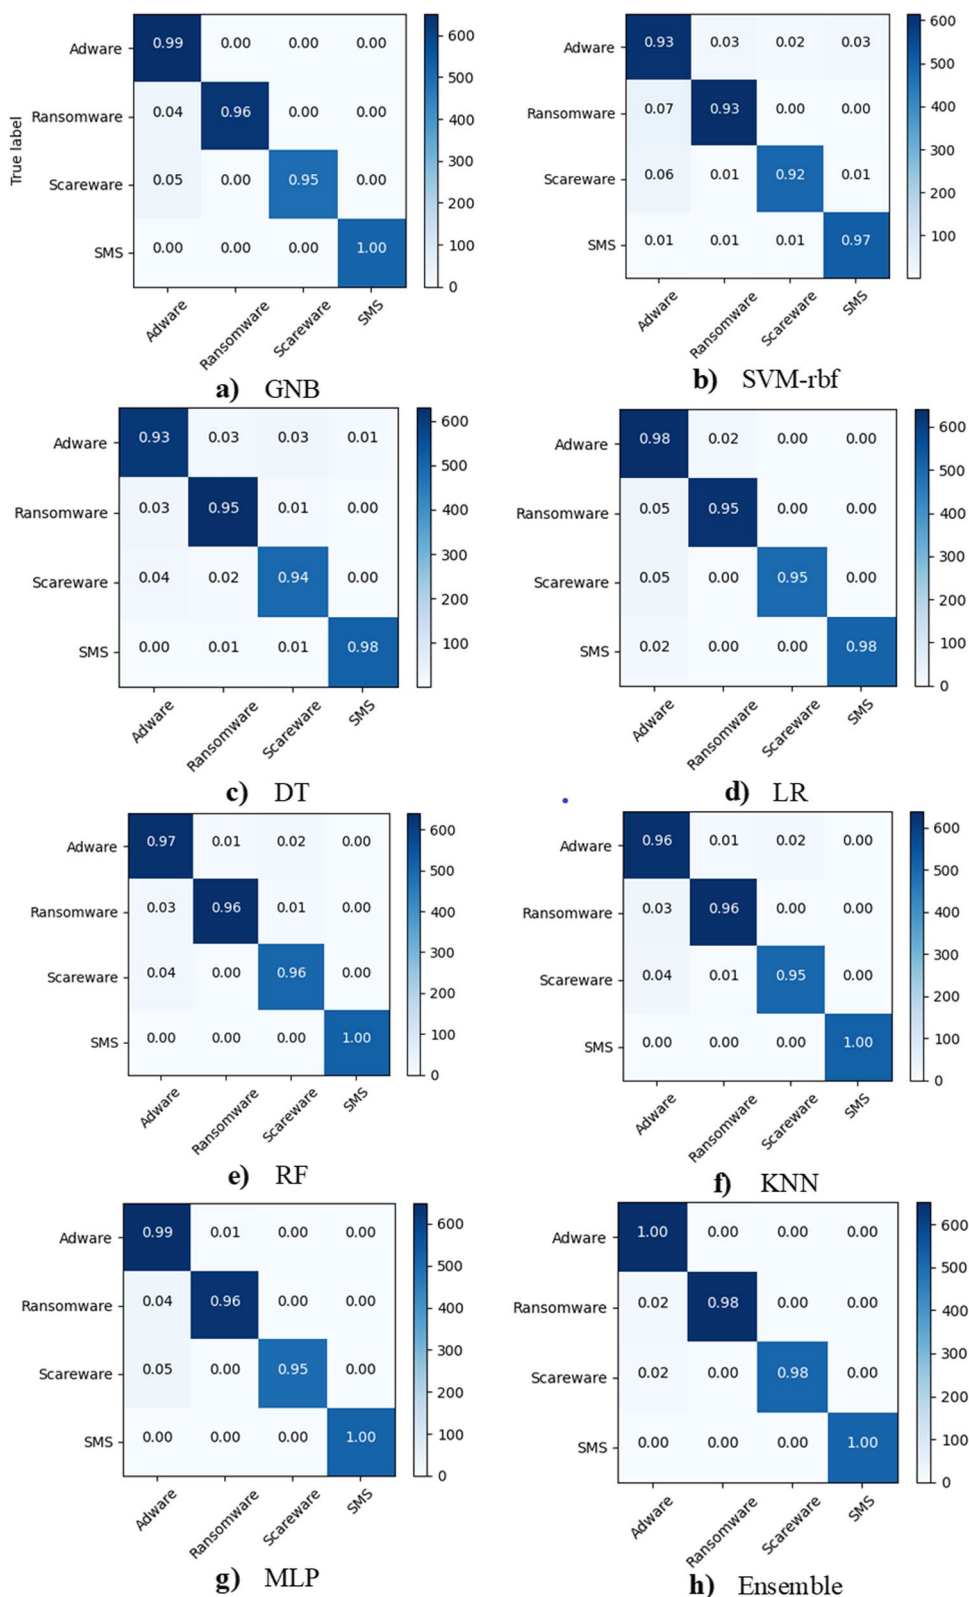 True label
Adware 0.99 0.00 0.00 0.00
Ransomware 0.04 0.96 0.00 0.00
Scareware 0.05 0.00 0.95 0.00
SMS 0.00 0.00 0.00 1.00
Adware Ransomware Scareware SMS
600
500
400
300
200
100
0
a) GNB
Adware 0.93 0.03 0.02 0.03
Ransomware 0.07 0.93 0.00 0.00
Scareware 0.06 0.01 0.92 0.01
SMS 0.01 0.01 0.01 0.97
Adware Ransomware Scareware SMS
600
500
400
300
200
100
b) SVM-rbf
Adware 0.93 0.03 0.03 0.01
Ransomware 0.03 0.95 0.01 0.00
Scareware 0.04 0.02 0.94 0.00
SMS 0.00 0.01 0.01 0.98
Adware Ransomware Scareware SMS
600
500
400
300
200
100
c) DT
Adware 0.98 0.02 0.00 0.00
Ransomware 0.05 0.95 0.00 0.00
Scareware 0.05 0.00 0.95 0.00
SMS 0.02 0.00 0.00 0.98
Adware Ransomware Scareware SMS
600
500
400
300
200
100
0
d) LR
Adware 0.97 0.01 0.02 0.00
Ransomware 0.03 0.96 0.01 0.00
Scareware 0.04 0.00 0.96 0.00
SMS 0.00 0.00 0.00 1.00
Adware Ransomware Scareware SMS
600
500
400
300
200
100
0
e) RF
Adware 0.96 0.01 0.02 0.00
Ransomware 0.03 0.96 0.00 0.00
Scareware 0.04 0.01 0.95 0.00
SMS 0.00 0.00 0.00 1.00
Adware Ransomware Scareware SMS
600
500
400
300
200
100
0
f) KNN
Adware 0.99 0.01 0.00 0.00
Ransomware 0.04 0.96 0.00 0.00
Scareware 0.05 0.00 0.95 0.00
SMS 0.00 0.00 0.00 1.00
Adware Ransomware Scareware SMS
600
500
400
300
200
100
0
g) MLP
Adware 1.00 0.00 0.00 0.00
Ransomware 0.02 0.98 0.00 0.00
Scareware 0.02 0.00 0.98 0.00
SMS 0.00 0.00 0.00 1.00
Adware Ransomware Scareware SMS
600
500
400
300
200
100
0
h) Ensemble